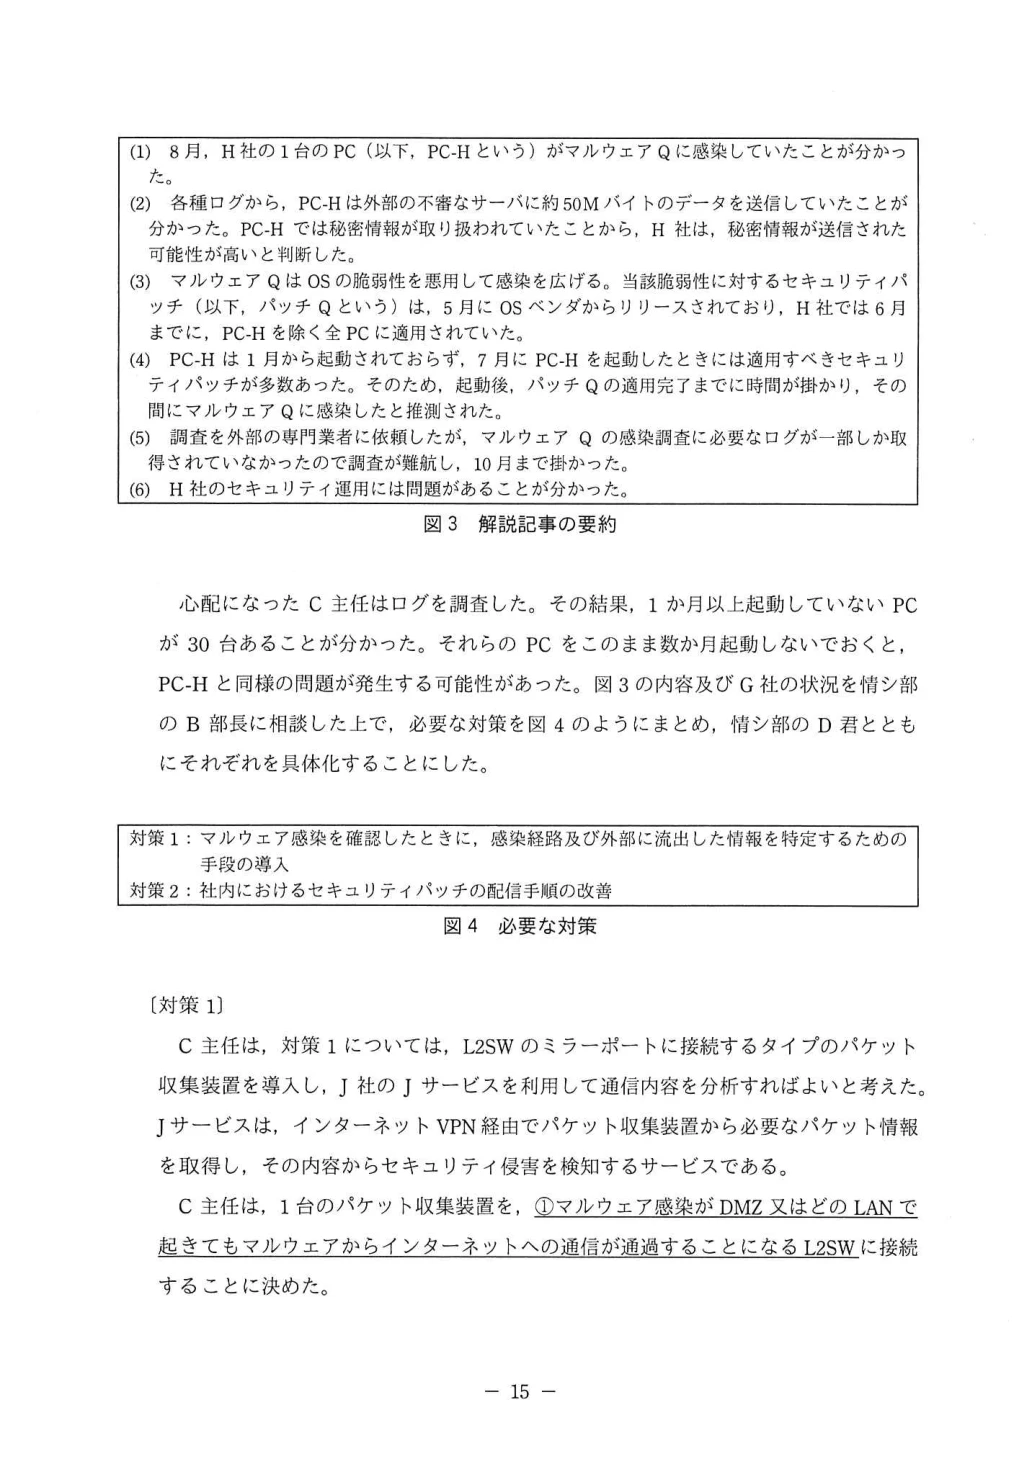 (1) 8月，H社の1台のPC（以下，PC-Hという）がマルウェアQに感染していたことが分かっ
た。
(2) 各種ログから，PC-Hは外部の不審なサーバに約50Mバイトのデータを送信していたことが
分かった。PC-Hでは秘密情報が取り扱われていたことから，H社は，秘密情報が送信された
可能性が高いと判断した。
(3) マルウェアQはOSの脆弱性を悪用して感染を広げる。当該脆弱性に対するセキュリティパ
ッチ（以下，パッチQという）は，5月にOSベンダからリリースされており，H社では6月
までに，PC-Hを除く全PCに適用されていた。
(4) PC-Hは1月から起動されておらず，7月にPC-Hを起動したときには適用すべきセキュリ
ティパッチが多数あった。そのため，起動後，パッチQの適用完了までに時間が掛かり，その
間にマルウェアQに感染したと推測された。
(5) 調査を外部の専門業者に依頼したが，マルウェアQの感染調査に必要なログが一部しか取
得されていなかったので調査が難航し，10月まで掛かった。
(6) H社のセキュリティ運用には問題があることが分かった。
図3 解説記事の要約
心配になったC主任はログを調査した。その結果，1か月以上起動していないPC
が30台あることが分かった。それらのPCをこのまま数か月起動しないでおくと，
PC-Hと同様の問題が発生する可能性があった。図3の内容及びG社の状況を情シ部
のB部長に相談した上で，必要な対策を図4のようにまとめ，情シ部のD君ととも
にそれぞれを具体化することにした。
対策1：マルウェア感染を確認したときに，感染経路及び外部に流出した情報を特定するための
手段の導入
対策2：社内におけるセキュリティパッチの配信手順の改善
図4 必要な対策
〔対策1〕
C主任は，対策1については，L2SWのミラーポートに接続するタイプのパケット
収集装置を導入し，J社のJサービスを利用して通信内容を分析すればよいと考えた。
Jサービスは，インターネットVPN経由でパケット収集装置から必要なパケット情報
を取得し，その内容からセキュリティ侵害を検知するサービスである。
C主任は，1台のパケット収集装置を，①マルウェア感染がDMZ又はどのLANで
起きてもマルウェアからインターネットへの通信が通過することになるL2SWに接続
することに決めた。
－ 15 －